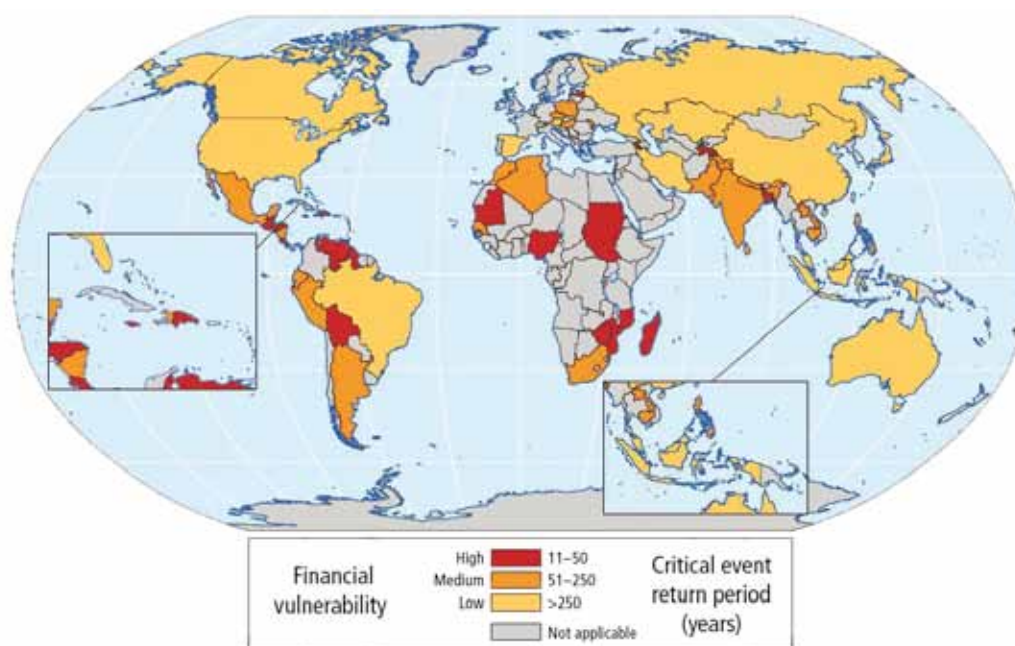 Financial
vulnerability
High 11–50
Medium 51–250
Low >250
Not applicable
Critical event
return period
(years)